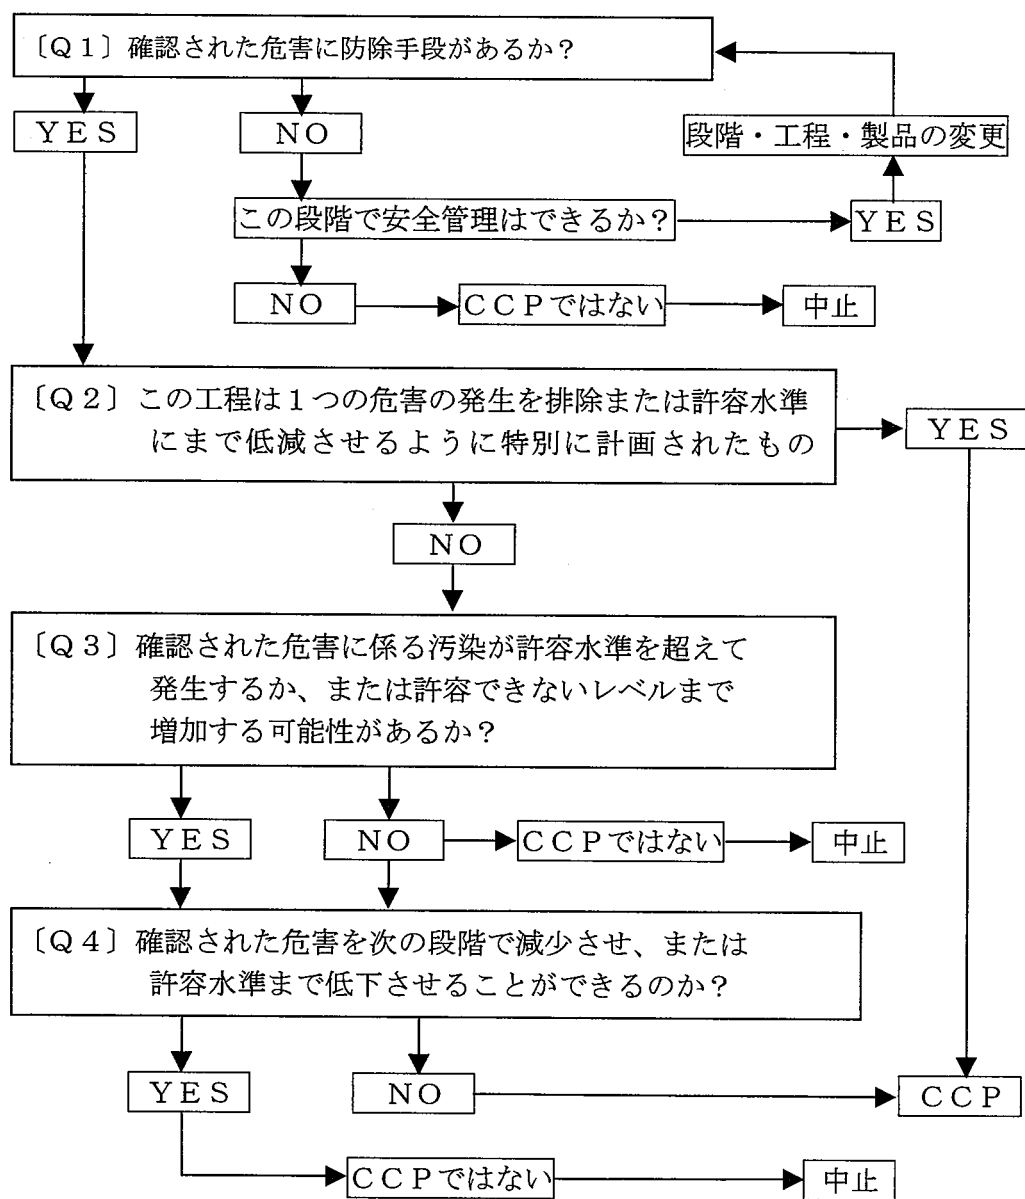 〔Q1〕確認された危害に防除手段があるか？
YES
NO
段階・工程・製品の変更
この段階で安全管理はできるか？
YES
NO
CCPではない
中止
〔Q2〕この工程は1つの危害の発生を排除または許容水準
にまで低減させるように特別に計画されたもの
YES
NO
〔Q3〕確認された危害に係る汚染が許容水準を超えて
発生するか、または許容できないレベルまで
増加する可能性があるか？
YES
NO
CCPではない
中止
〔Q4〕確認された危害を次の段階で減少させ、または
許容水準まで低下させることができるのか？
YES
NO
CCP
CCPではない
中止